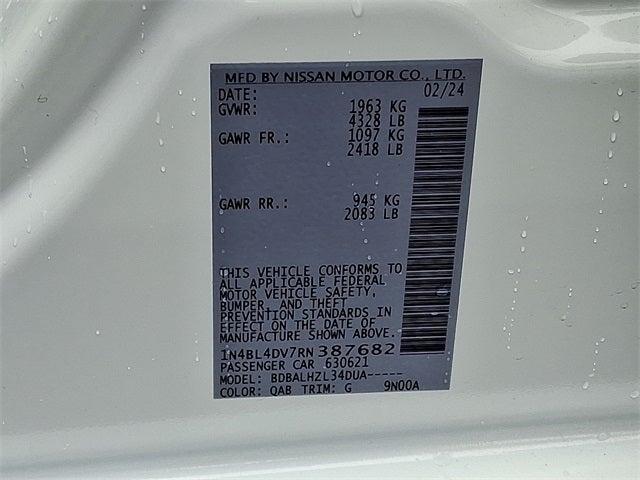 MFD BY NISSAN MOTOR CO., LTD.
DATE: 02/24
GVWR: 1963 KG
4328 LB
GAWR FR.: 1097 KG
2418 LB
GAWR RR.: 945 KG
2083 LB
THIS VEHICLE CONFORMS TO
ALL APPLICABLE FEDERAL
MOTOR VEHICLE SAFETY,
BUMPER, AND THEFT
PREVENTION STANDARDS IN
EFFECT ON THE DATE OF
MANUFACTURE SHOWN ABOVE.
1N4BL4DV7RN387682
PASSENGER CAR 630621
MODEL: BDBALHZL34DUA-----
COLOR: QAB TRIM: G 9N00A